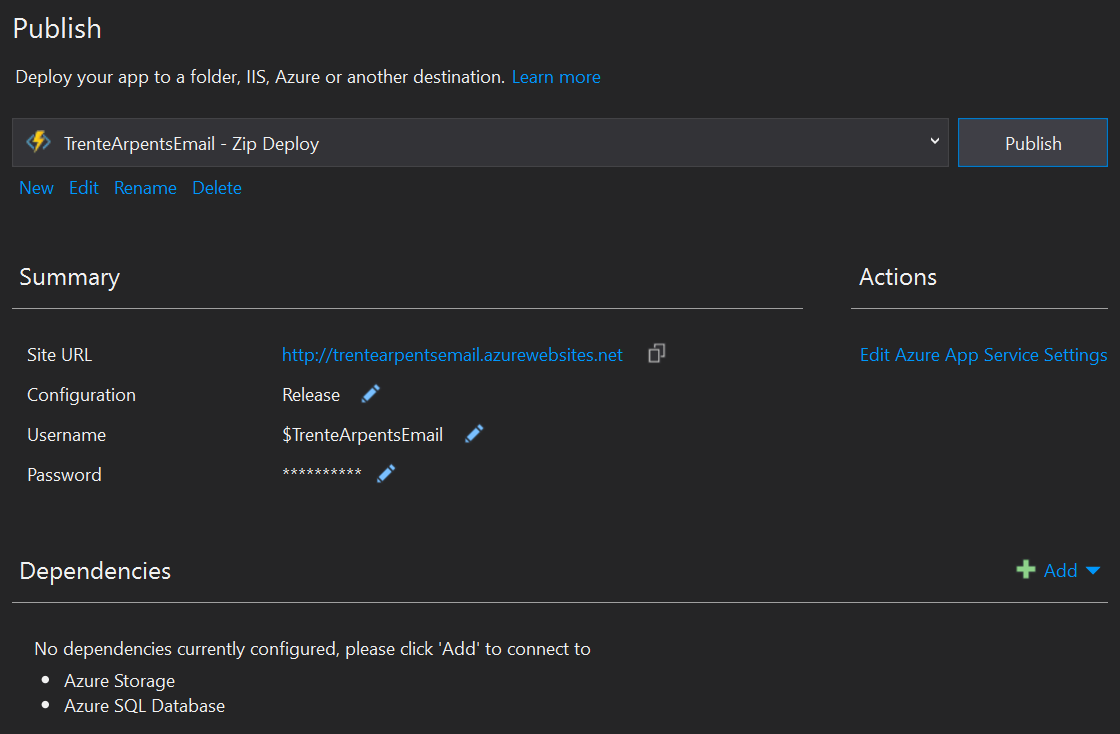 Publish
Deploy your app to a folder, IIS, Azure or another destination. Learn more
TrenteArpentsEmail - Zip Deploy
Publish
New Edit Rename Delete
Summary
Actions
Site URL http://trentearpentsemail.azurewebsites.net
Edit Azure App Service Settings
Configuration Release
Username $TrenteArpentsEmail
Password **********
Dependencies
Add
No dependencies currently configured, please click 'Add' to connect to
• Azure Storage
• Azure SQL Database